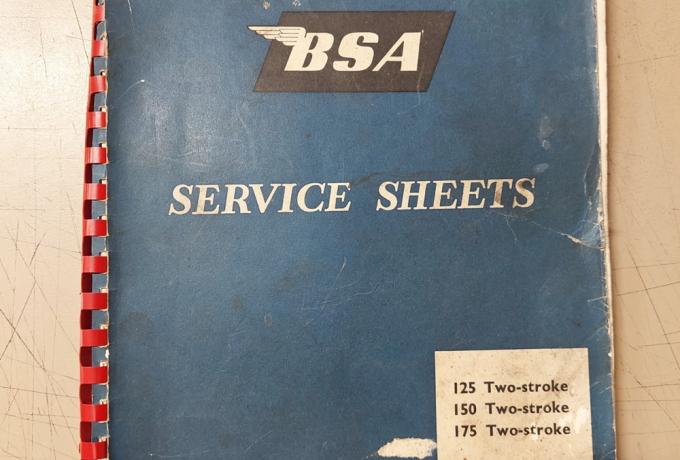 BSA
SERVICE SHEETS
125 Two-stroke
150 Two-stroke
175 Two-stroke